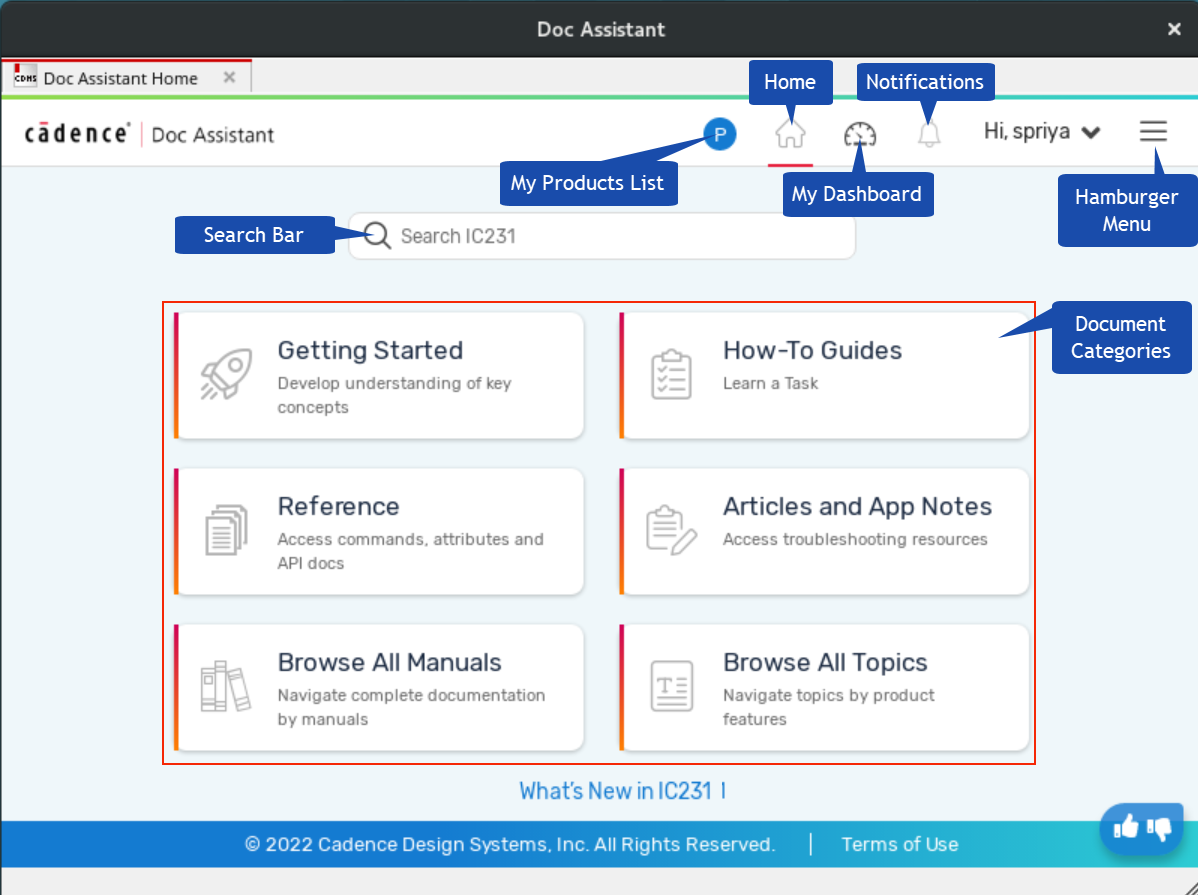 Doc Assistant
cdns Doc Assistant Home
Home
Notifications
cādence® Doc Assistant
P
Hi, spriya
My Products List
My Dashboard
Hamburger
Menu
Search Bar
Search IC231
Document
Categories
Getting Started
Develop understanding of key
concepts
How-To Guides
Learn a Task
Reference
Access commands, attributes and
API docs
Articles and App Notes
Access troubleshooting resources
Browse All Manuals
Navigate complete documentation
by manuals
Browse All Topics
Navigate topics by product
features
What's New in IC231 |
© 2022 Cadence Design Systems, Inc. All Rights Reserved. | Terms of Use